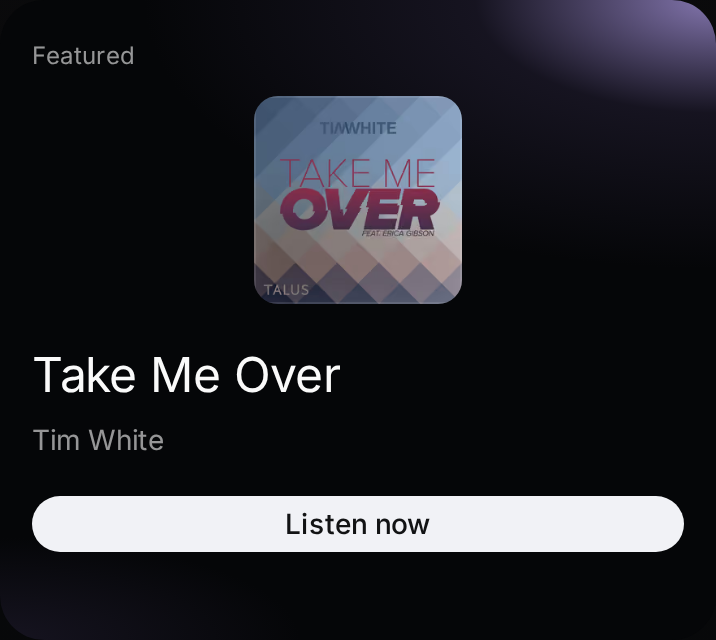 Featured
TIMWHITE
TAKE ME
OVER
FEAT. ERICA GIBSON
TALUS
Take Me Over
Tim White
Listen now